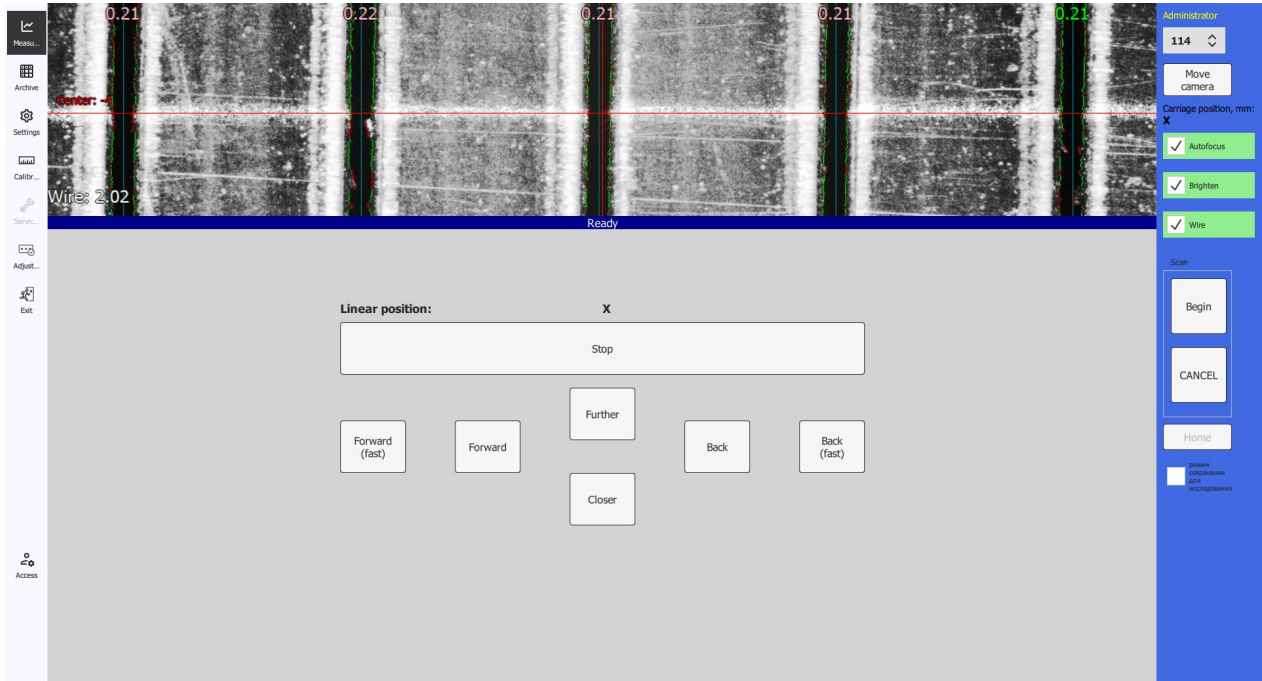 Measu...
Archive
Settings
Calibr...
Servic...
Adjust...
Exit
Access
0.21
0.22
0.21
0.21
0.21
Center: -4
Wire: 2.02
Ready
Linear position:
X
Stop
Further
Forward
(fast)
Forward
Back
Back
(fast)
Closer
Administrator
114
Move
camera
Carriage position, mm:
X
Autofocus
Brighten
Wire
Scan
Begin
CANCEL
Home
режим
сохранения
для
исследования